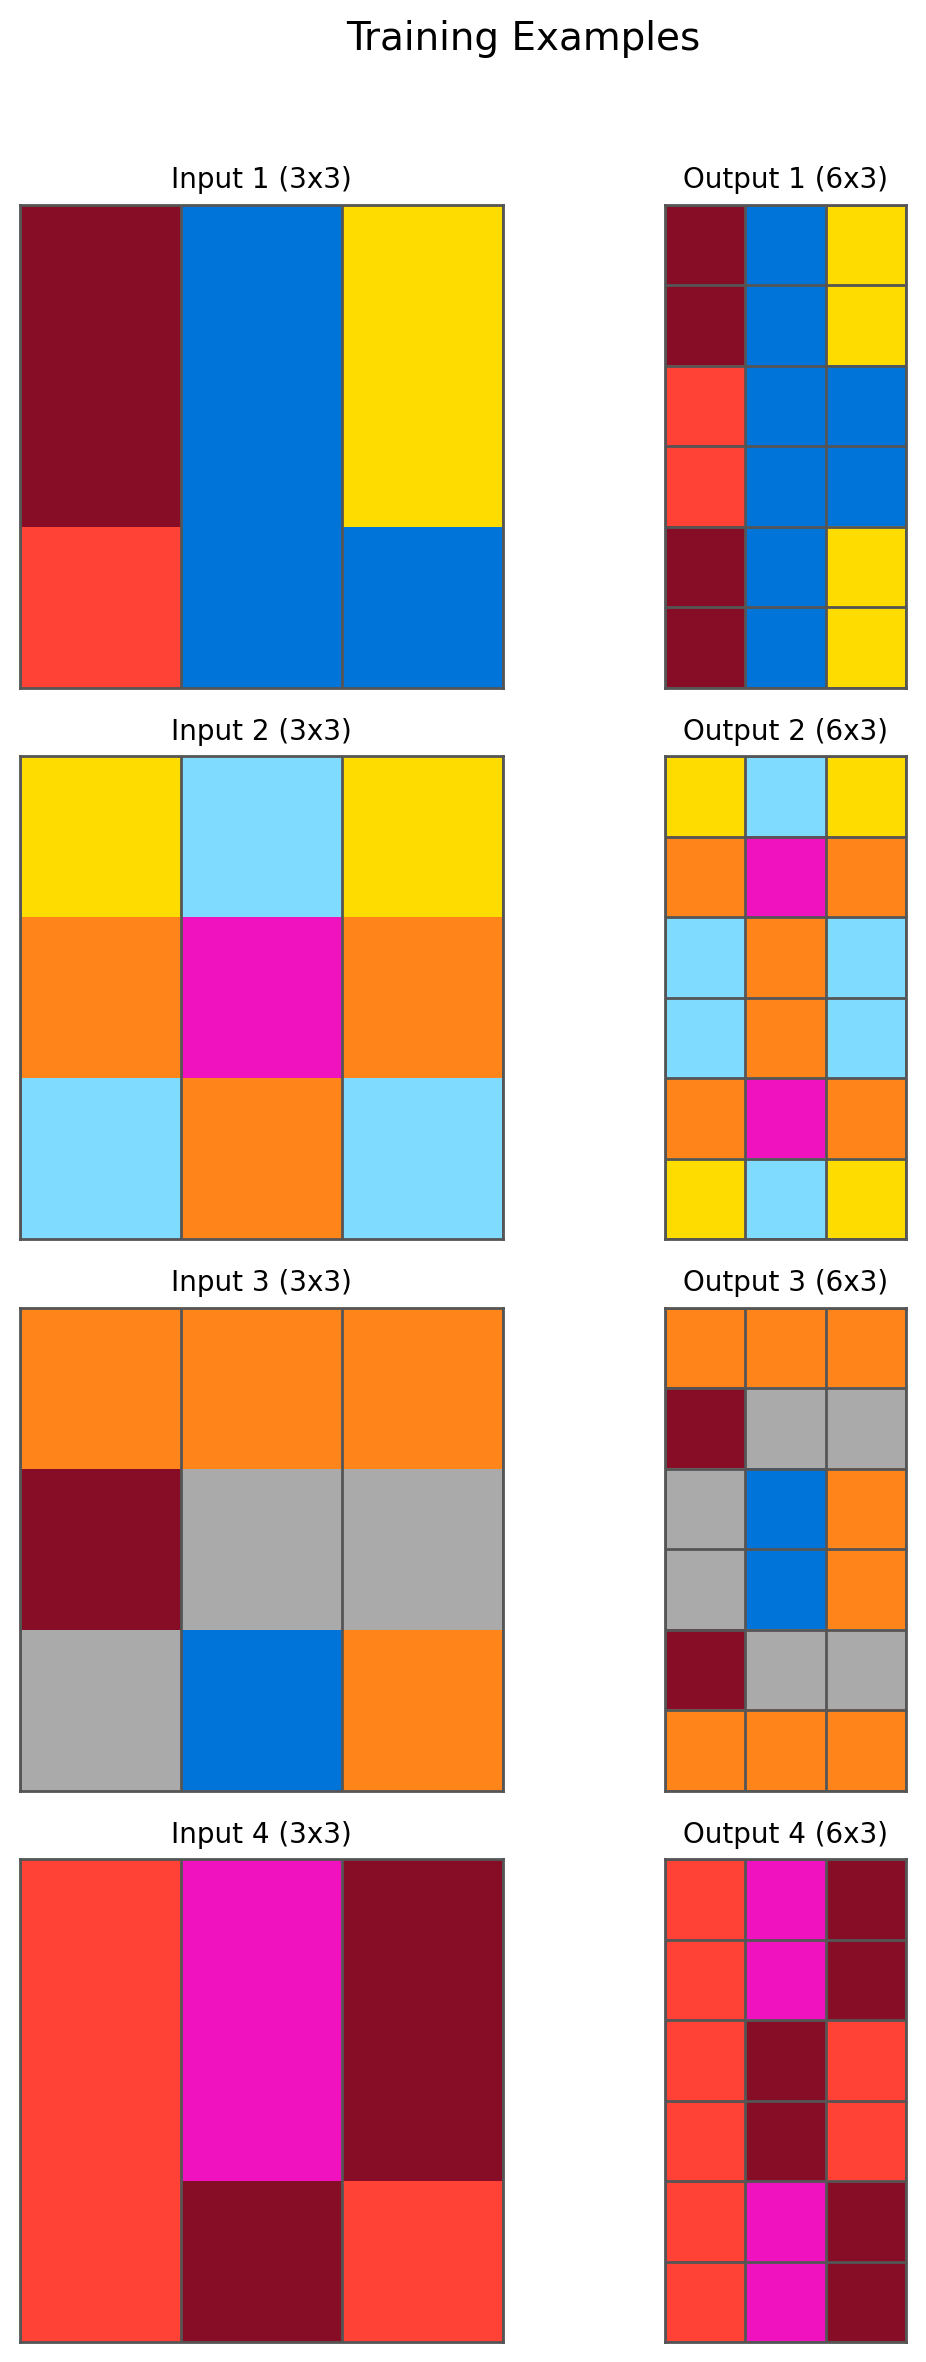 Training Examples
Input 1 (3x3)
Output 1 (6x3)
Input 2 (3x3)
Output 2 (6x3)
Input 3 (3x3)
Output 3 (6x3)
Input 4 (3x3)
Output 4 (6x3)